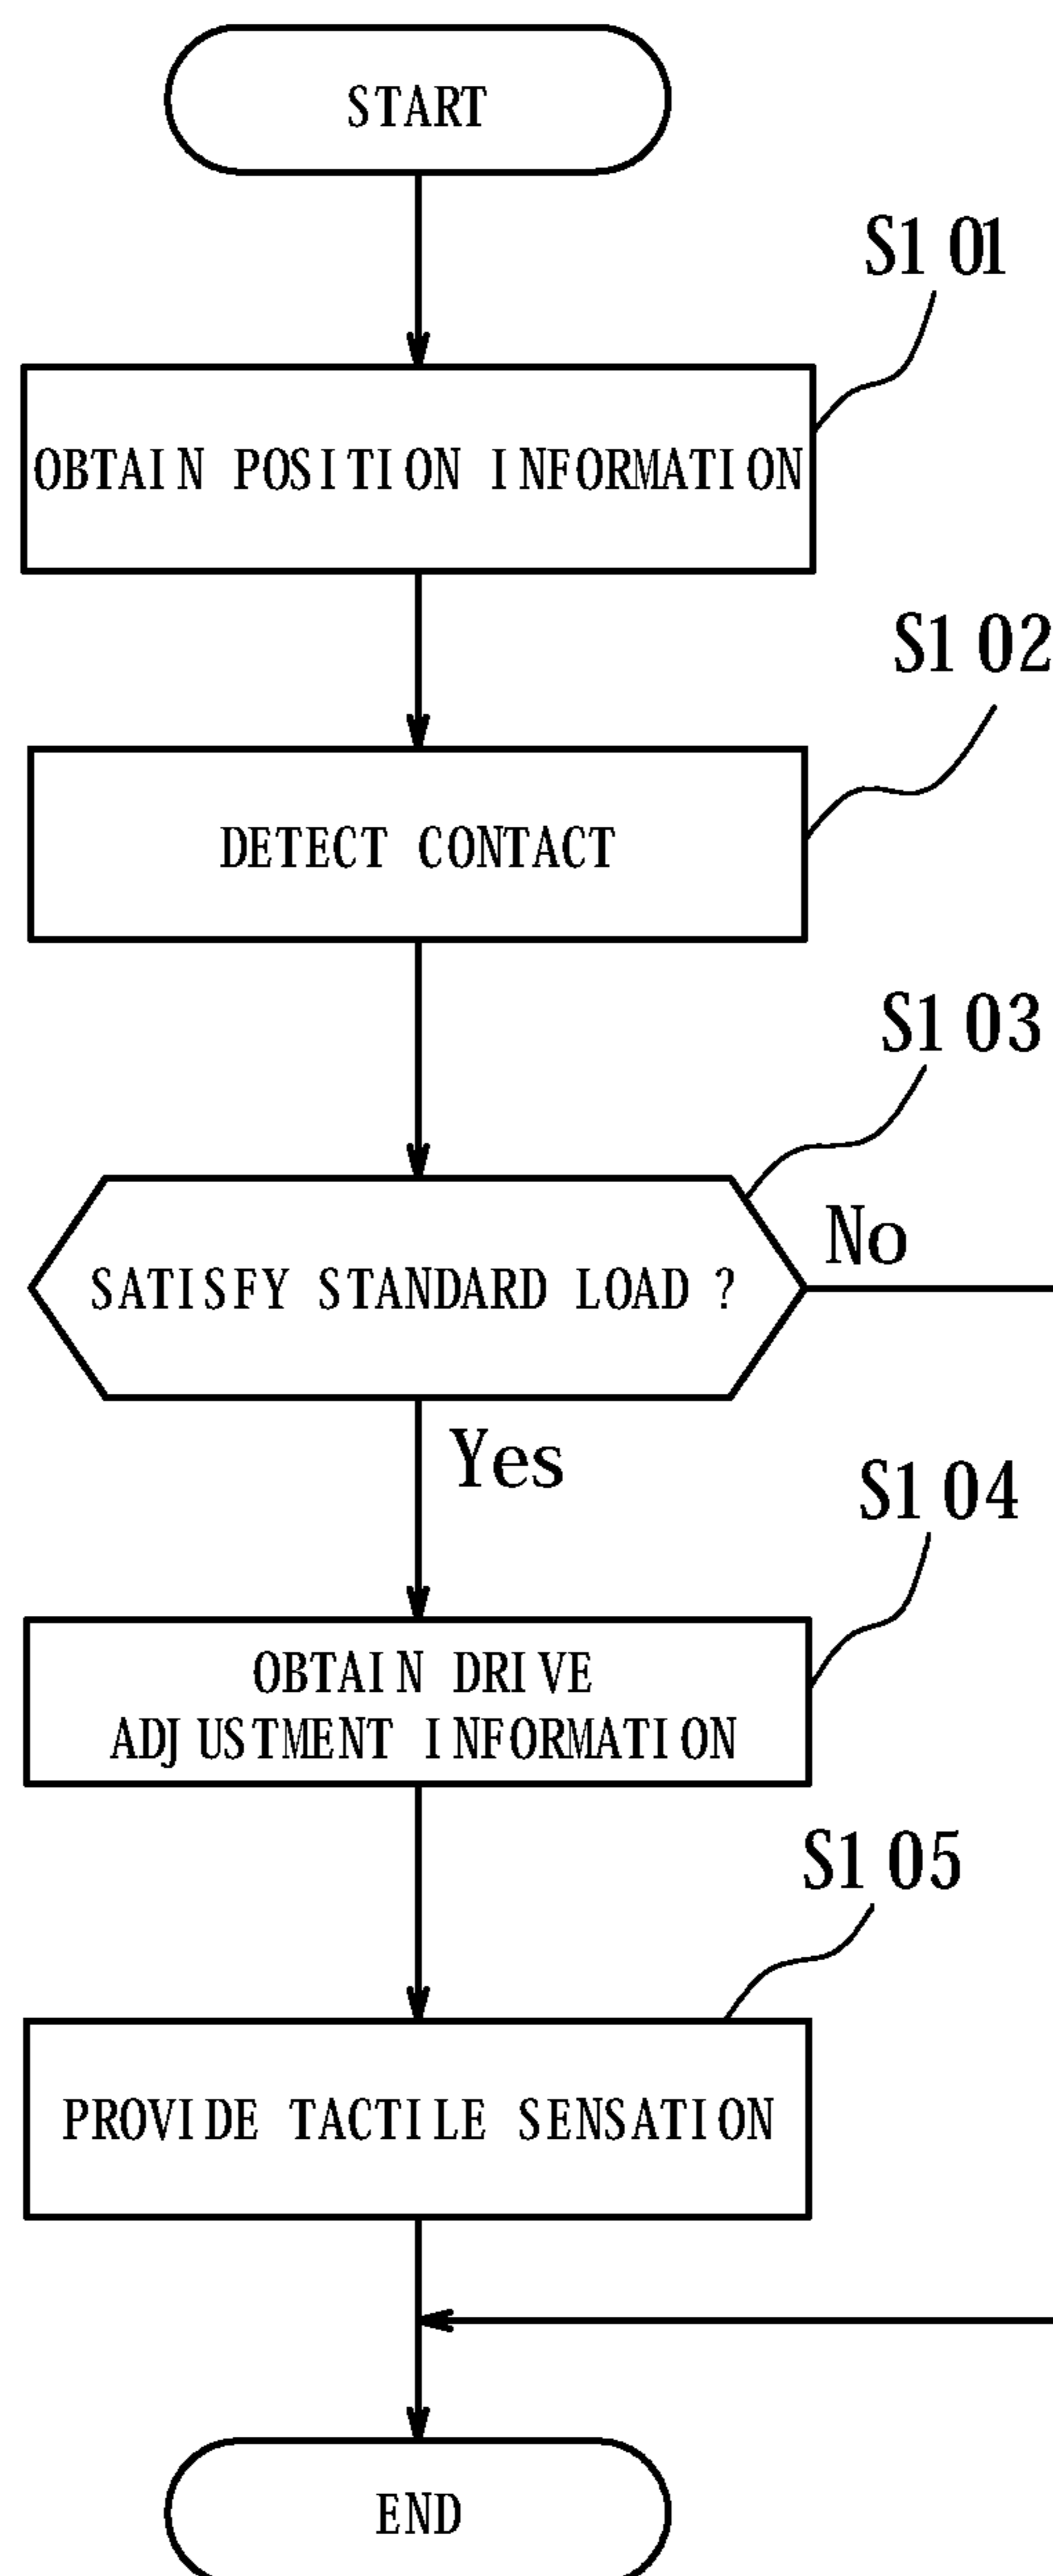 START
S101
OBTAIN POSITION INFORMATION
S102
DETECT CONTACT
S103
No
SATISFY STANDARD LOAD ?
Yes
S104
OBTAIN DRIVE
ADJUSTMENT INFORMATION
S105
PROVIDE TACTILE SENSATION
END